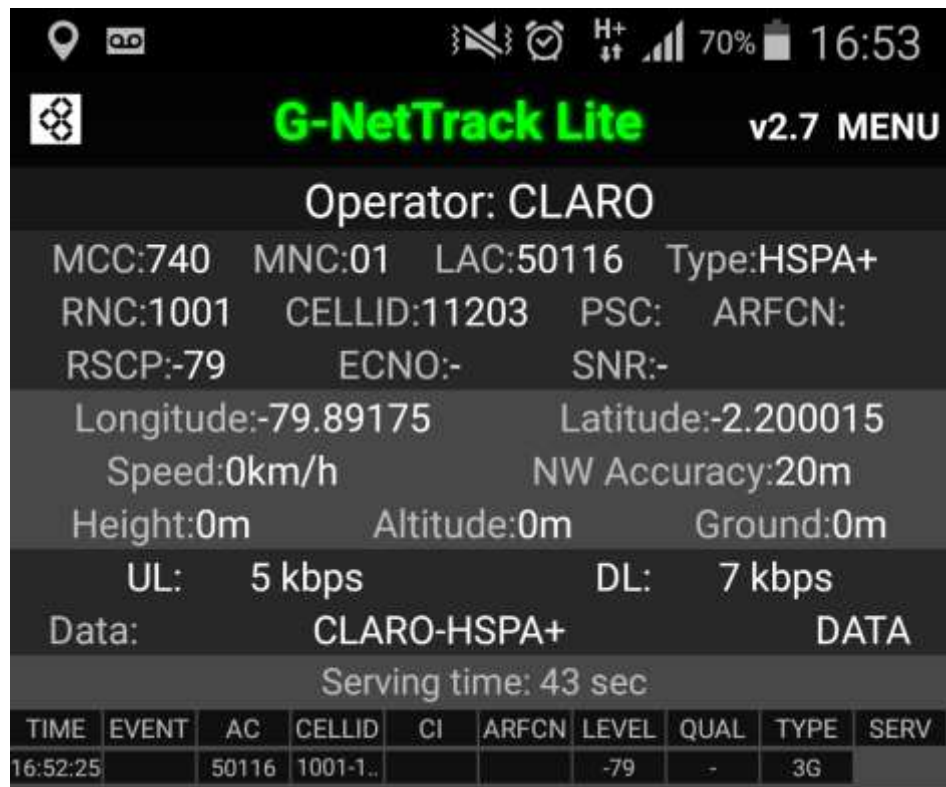 H+ 70% 16:53
G-NetTrack Lite v2.7 MENU
Operator: CLARO
MCC:740 MNC:01 LAC:50116 Type:HSPA+
RNC:1001 CELLID:11203 PSC: ARFCN:
RSCP:-79 ECNO:- SNR:-
Longitude:-79.89175 Latitude:-2.200015
Speed:0km/h NW Accuracy:20m
Height:0m Altitude:0m Ground:0m
UL: 5 kbps DL: 7 kbps
Data: CLARO-HSPA+ DATA
Serving time: 43 sec
TIME EVENT AC CELLID CI ARFCN LEVEL QUAL TYPE SERV
16:52:25 50116 1001-1.. -79 - 3G